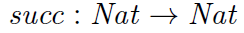 succ : Nat → Nat